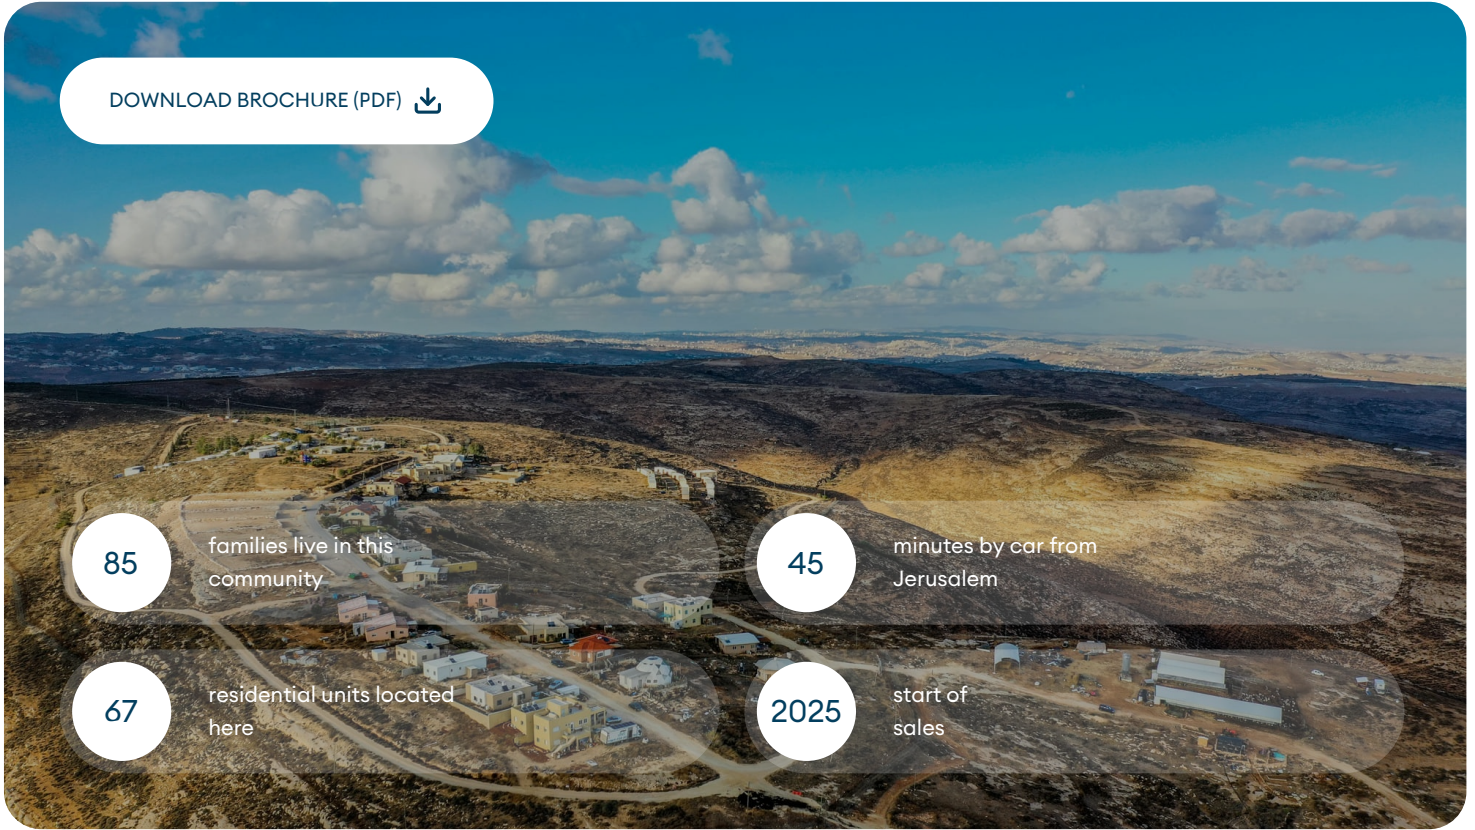 DOWNLOAD BROCHURE (PDF)
85
families live in this
community
45
minutes by car from
Jerusalem
67
residential units located
here
2025
start of
sales